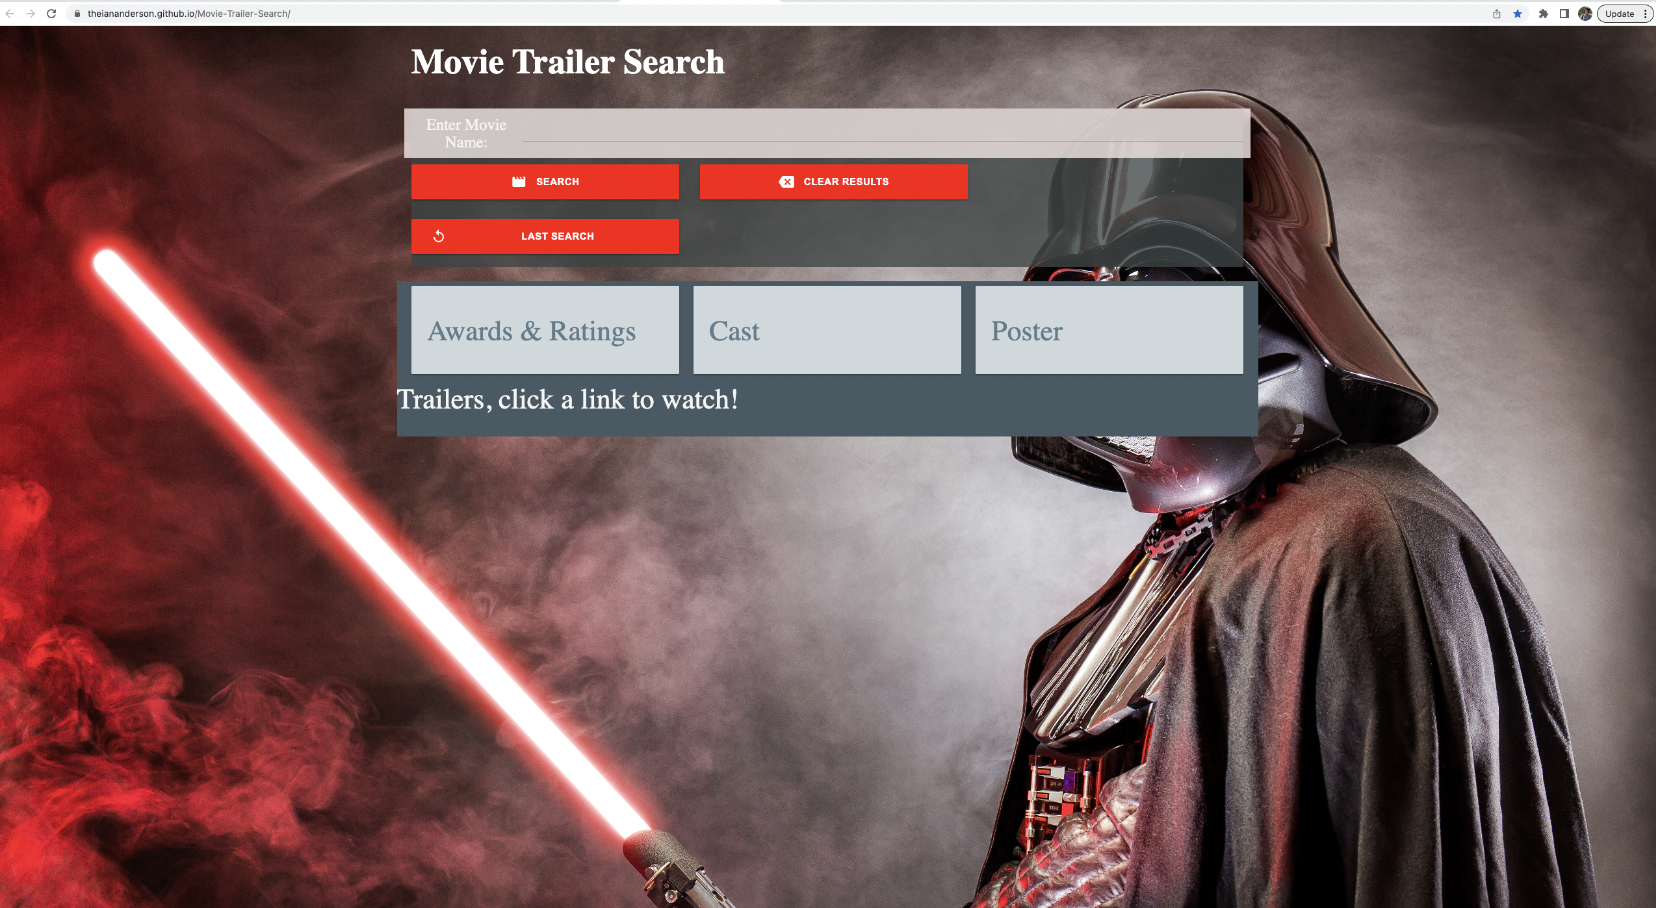 theiananderson.github.io/Movie-Trailer-Search/
Update
Movie Trailer Search
Enter Movie
Name:
SEARCH
CLEAR RESULTS
LAST SEARCH
Awards & Ratings
Cast
Poster
Trailers, click a link to watch!